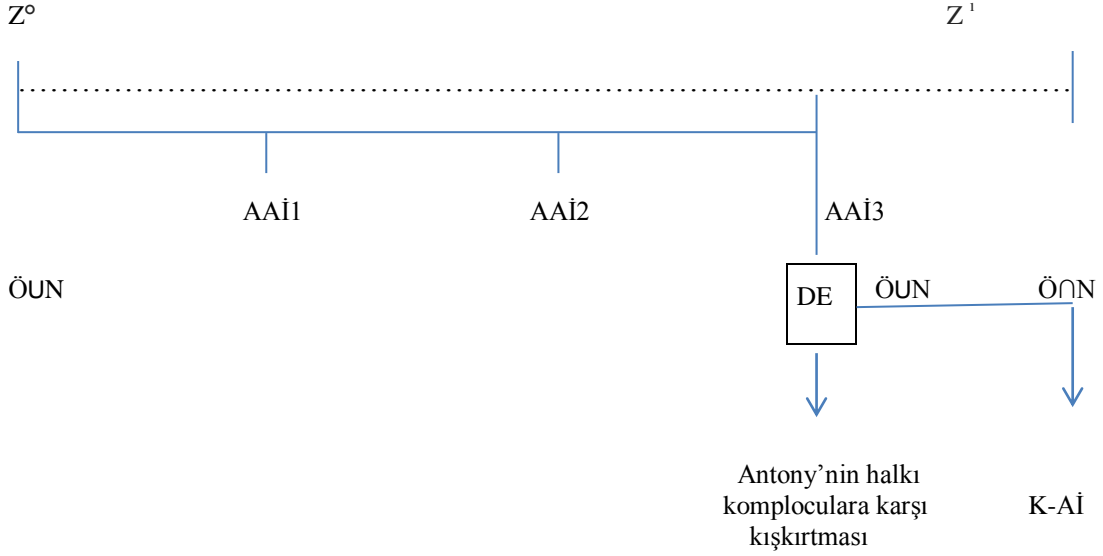 Z° Z¹
AAİ1 AAİ2 AAİ3
ÖUN DE ÖUN Ö∩N
Antony’nin halkı
komploculara karşı K-Aİ
kışkırtması